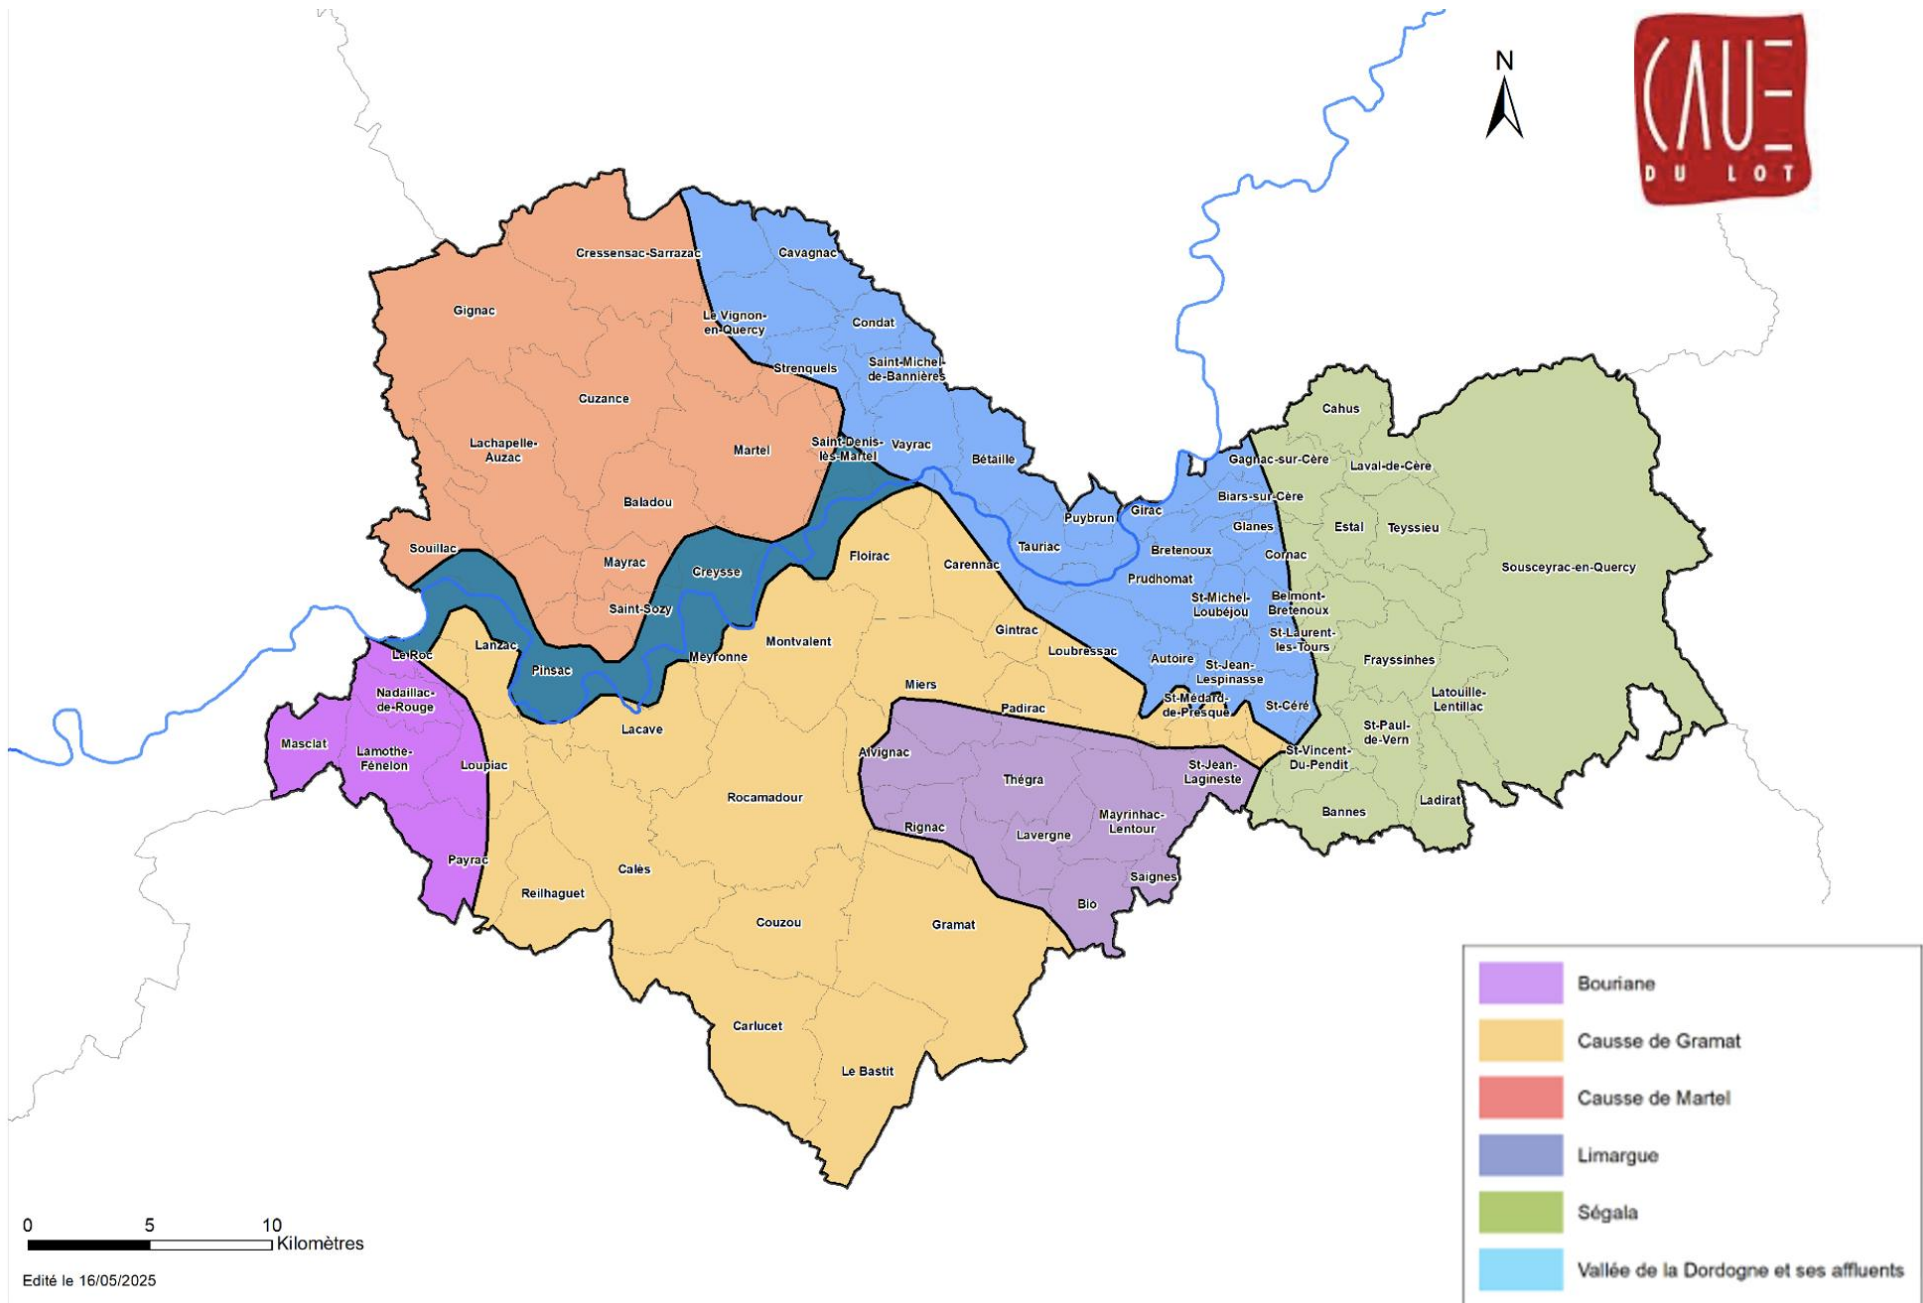 N
CAUE
DU LOT
Cressensac-Sarrazac
Cavagnac
Gignac
Le Vignon-
en-Quercy
Condat
Strenquels
Saint-Michel-
de-Bannières
Cuzance
Cahus
Lachapelle-
Auzac
Martel
Saint-Denis-
lès-Martel
Vayrac
Bétaille
Gagnac-sur-Cère
Laval-de-Cère
Baladou
Biars-sur-Cère
Puybrun
Girac
Glanes
Estal
Teyssieu
Souillac
Tauriac
Bretenoux
Cornac
Mayrac
Creysse
Floirac
Carennac
Prudhomat
Sousceyrac-en-Quercy
Saint-Sozy
St-Michel-
Loubéjou
Belmont-
Bretenoux
Gintrac
St-Laurent-
les-Tours
Lanzac
Montvalent
Loubressac
Le Roc
Pinsac
Meyronne
Autoire
St-Jean-
Lespinasse
Frayssinhes
Nadaillac-
de-Rouge
Miers
St-Médard-
de-Presque
St-Céré
Latouille-
Lentillac
Padirac
Lacave
St-Paul-
de-Vern
Masclat
Lamothe-
Fénelon
Loupiac
Alvignac
St-Vincent-
Du-Pendit
Thégra
St-Jean-
Lagineste
Rocamadour
Ladirat
Bannes
Rignac
Lavergne
Mayrinhac-
Lentour
Payrac
Calès
Saignes
Reilhaguet
Bio
Couzou
Gramat
Carlucet
Le Bastit
Bouriane
Causse de Gramat
Causse de Martel
Limargue
Ségala
Vallée de la Dordogne et ses affluents
0 5 10
Kilomètres
Edité le 16/05/2025